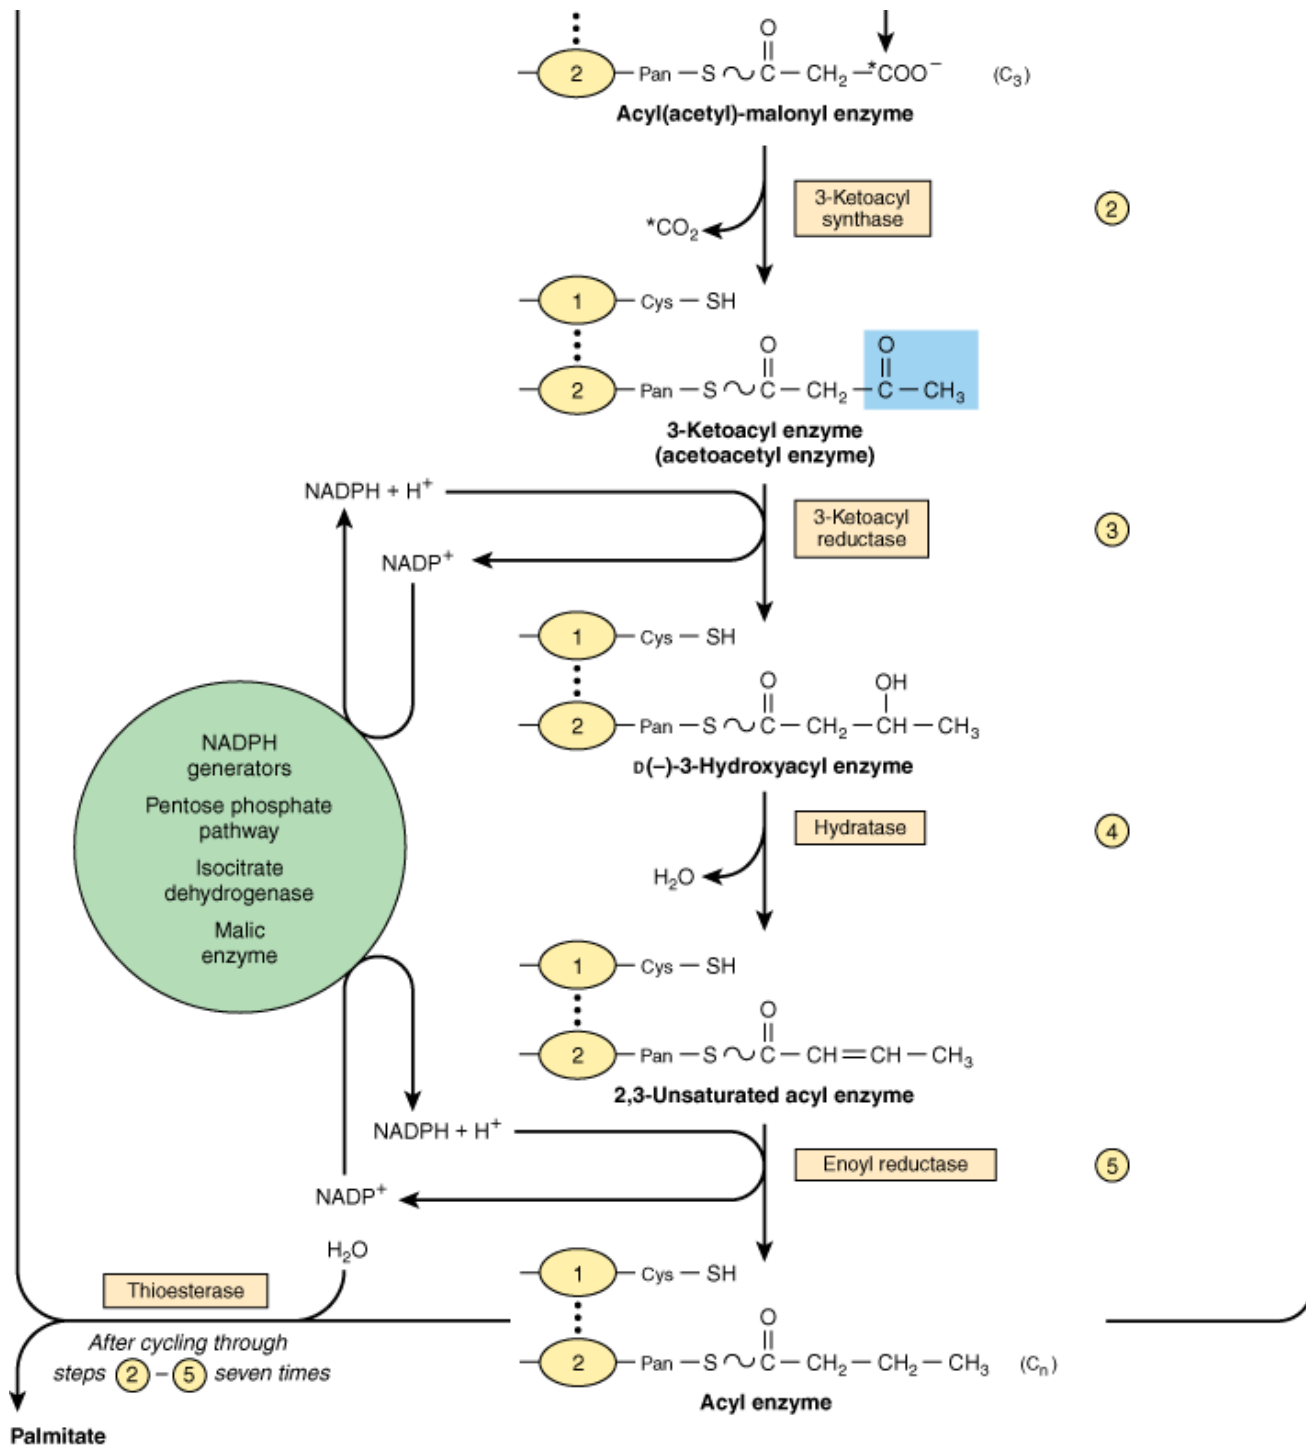 O
2 – Pan – S ~ C – CH₂ – *COO⁻ (C₃)
Acyl(acetyl)-malonyl enzyme
3-Ketoacyl
synthase
2
*CO₂
1 – Cys – SH
O O
2 – Pan – S ~ C – CH₂ – C – CH₃
3-Ketoacyl enzyme
(acetoacetyl enzyme)
NADPH + H⁺
3-Ketoacyl
reductase
3
NADP⁺
1 – Cys – SH
O OH
2 – Pan – S ~ C – CH₂ – CH – CH₃
D(–)-3-Hydroxyacyl enzyme
NADPH
generators
Pentose phosphate
pathway
Isocitrate
dehydrogenase
Malic
enzyme
Hydratase
4
H₂O
1 – Cys – SH
O
2 – Pan – S ~ C – CH = CH – CH₃
2,3-Unsaturated acyl enzyme
NADPH + H⁺
Enoyl reductase
5
NADP⁺
H₂O
Thioesterase
After cycling through
steps 2 – 5 seven times
Palmitate
1 – Cys – SH
O
2 – Pan – S ~ C – CH₂ – CH₂ – CH₃ (Cₙ)
Acyl enzyme